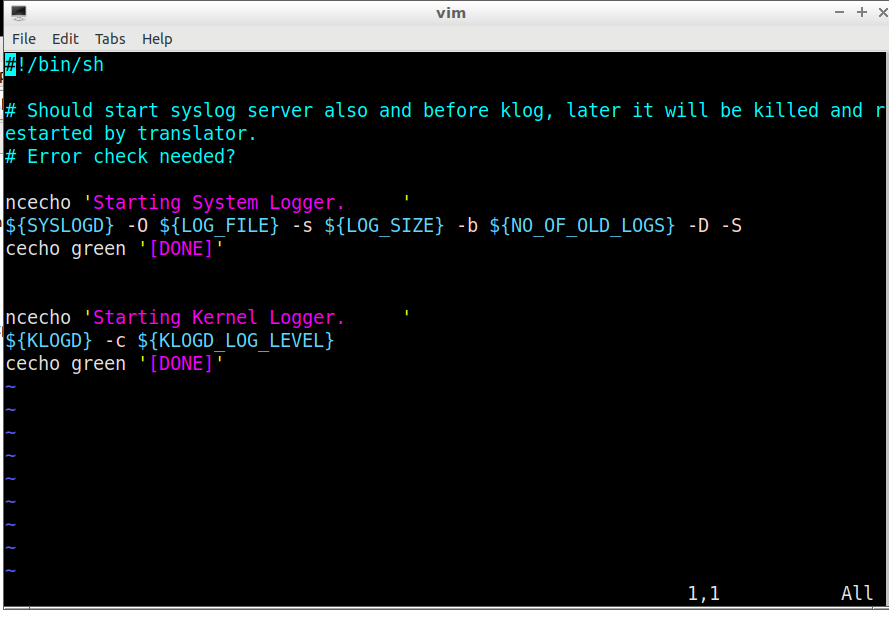 vim
File Edit Tabs Help
#!/bin/sh
# Should start syslog server also and before klog, later it will be killed and r
estarted by translator.
# Error check needed?
ncecho 'Starting System Logger.     '
${SYSLOGD} -O ${LOG_FILE} -s ${LOG_SIZE} -b ${NO_OF_OLD_LOGS} -D -S
cecho green '[DONE]'
ncecho 'Starting Kernel Logger.     '
${KLOGD} -c ${KLOGD_LOG_LEVEL}
cecho green '[DONE]'
~
~
~
~
~
~
~
~
~
1,1 All